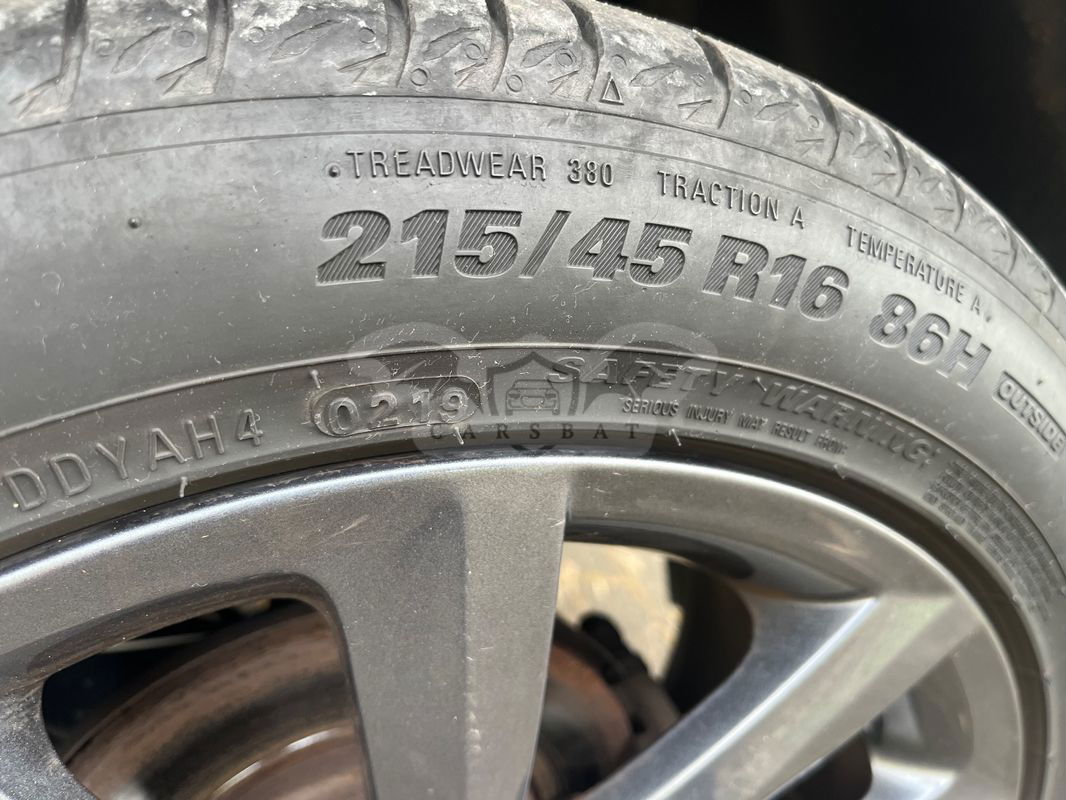 TREADWEAR 380 TRACTION A TEMPERATURE A
215/45 R16 86H
OUTSIDE
DDYAH4 0219
SAFETY WARNING
SERIOUS INJURY MAY RESULT FROM:
CARSBAT